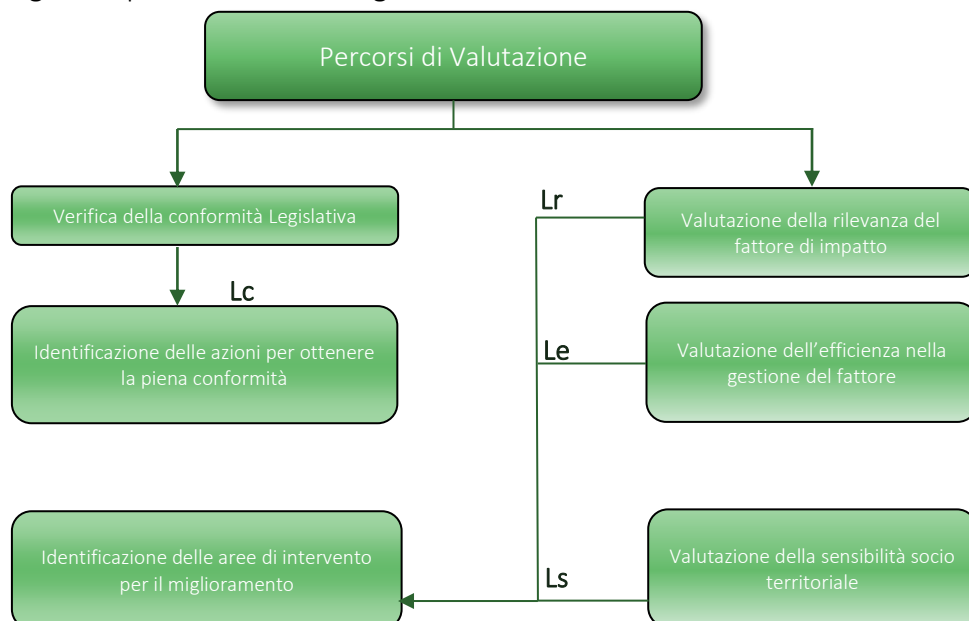 Percorsi di Valutazione
Verifica della conformità Legislativa
Lr
Valutazione della rilevanza del
fattore di impatto
Lc
Identificazione delle azioni per ottenere
la piena conformità
Le
Valutazione dell’efficienza nella
gestione del fattore
Identificazione delle aree di intervento
per il miglioramento
Ls
Valutazione della sensibilità socio
territoriale